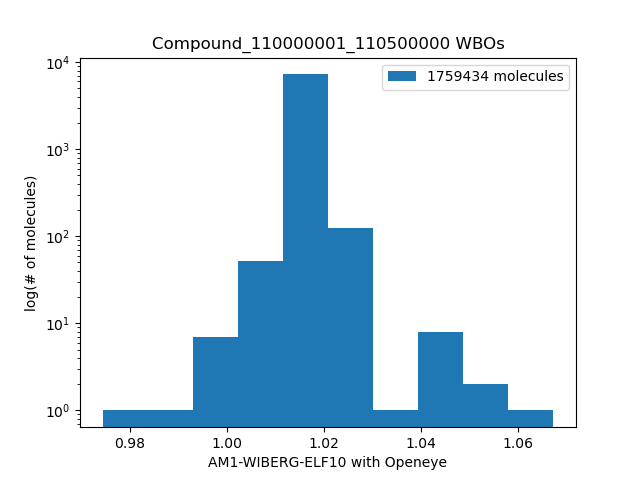 Compound_110000001_110500000 WBOs
1759434 molecules
log(# of molecules)
10⁴
10³
10²
10¹
10⁰
0.98 1.00 1.02 1.04 1.06
AM1-WIBERG-ELF10 with Openeye